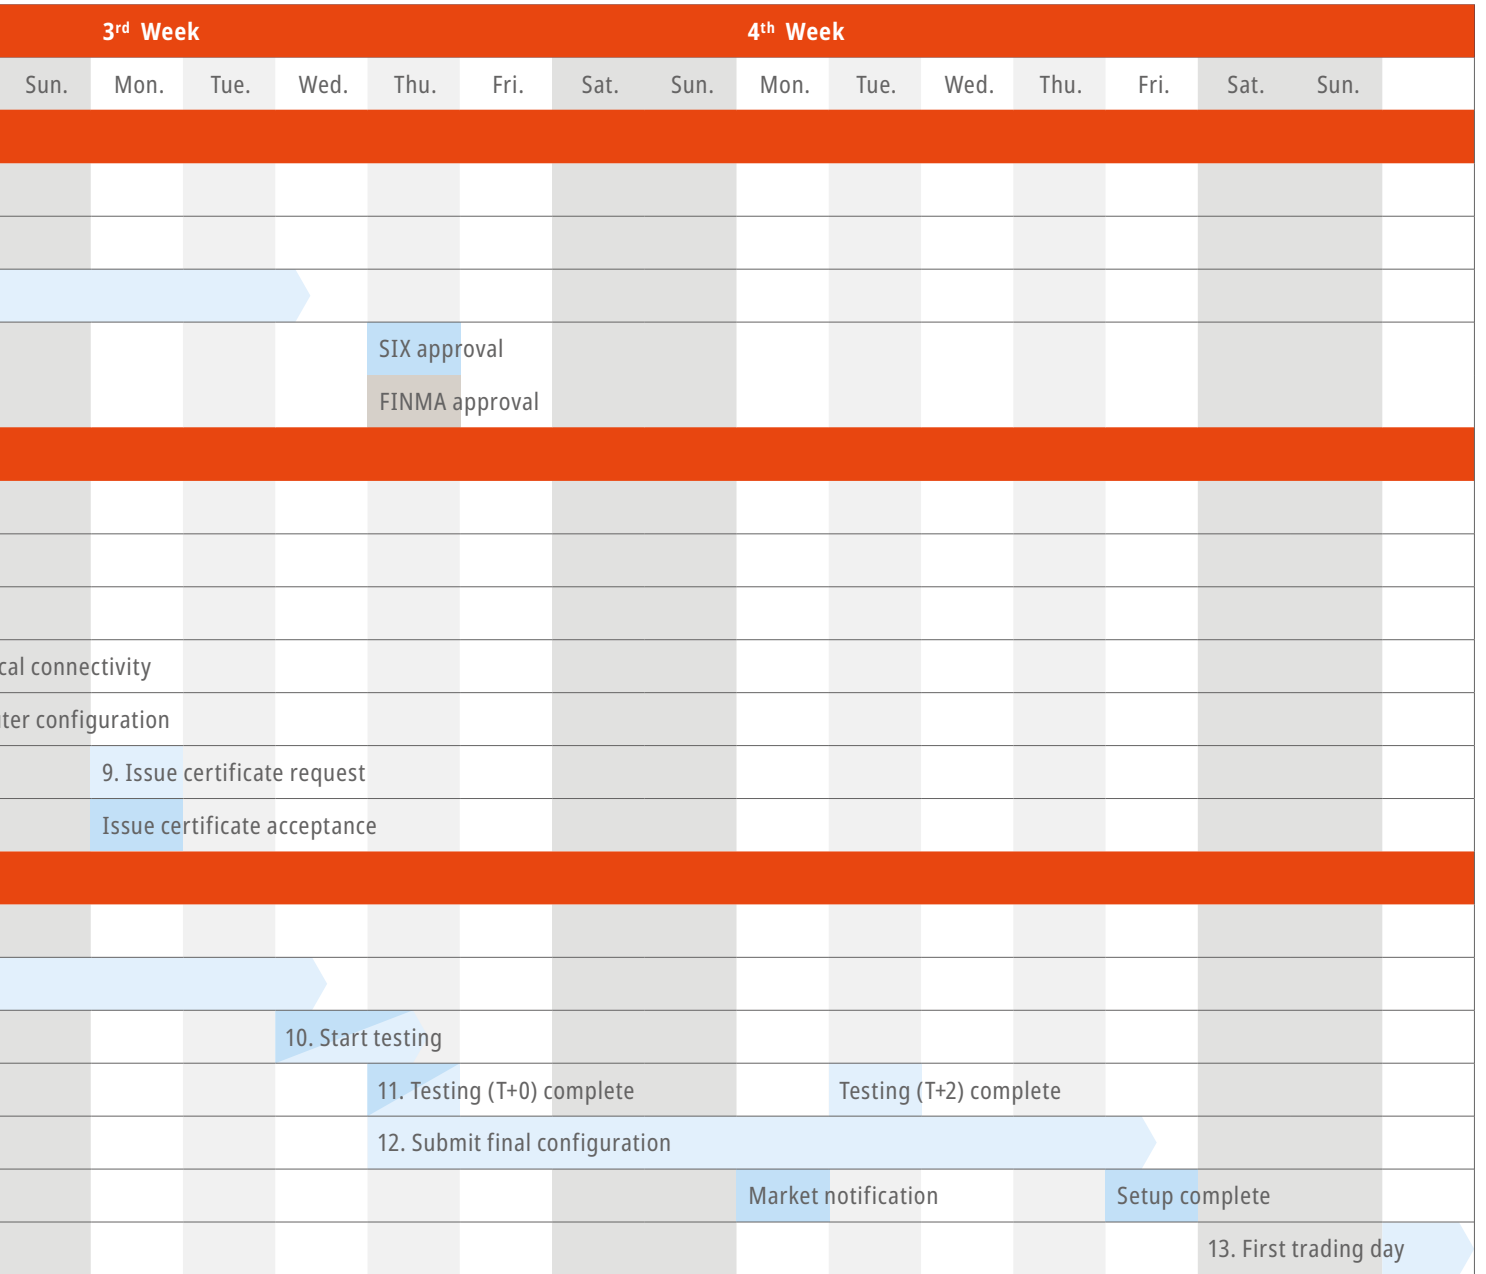 3rd Week 4th Week
Sun. Mon. Tue. Wed. Thu. Fri. Sat. Sun. Mon. Tue. Wed. Thu. Fri. Sat. Sun.
SIX approval
FINMA approval
cal connectivity
ter configuration
9. Issue certificate request
Issue certificate acceptance
10. Start testing
11. Testing (T+0) complete Testing (T+2) complete
12. Submit final configuration
Market notification Setup complete
13. First trading day